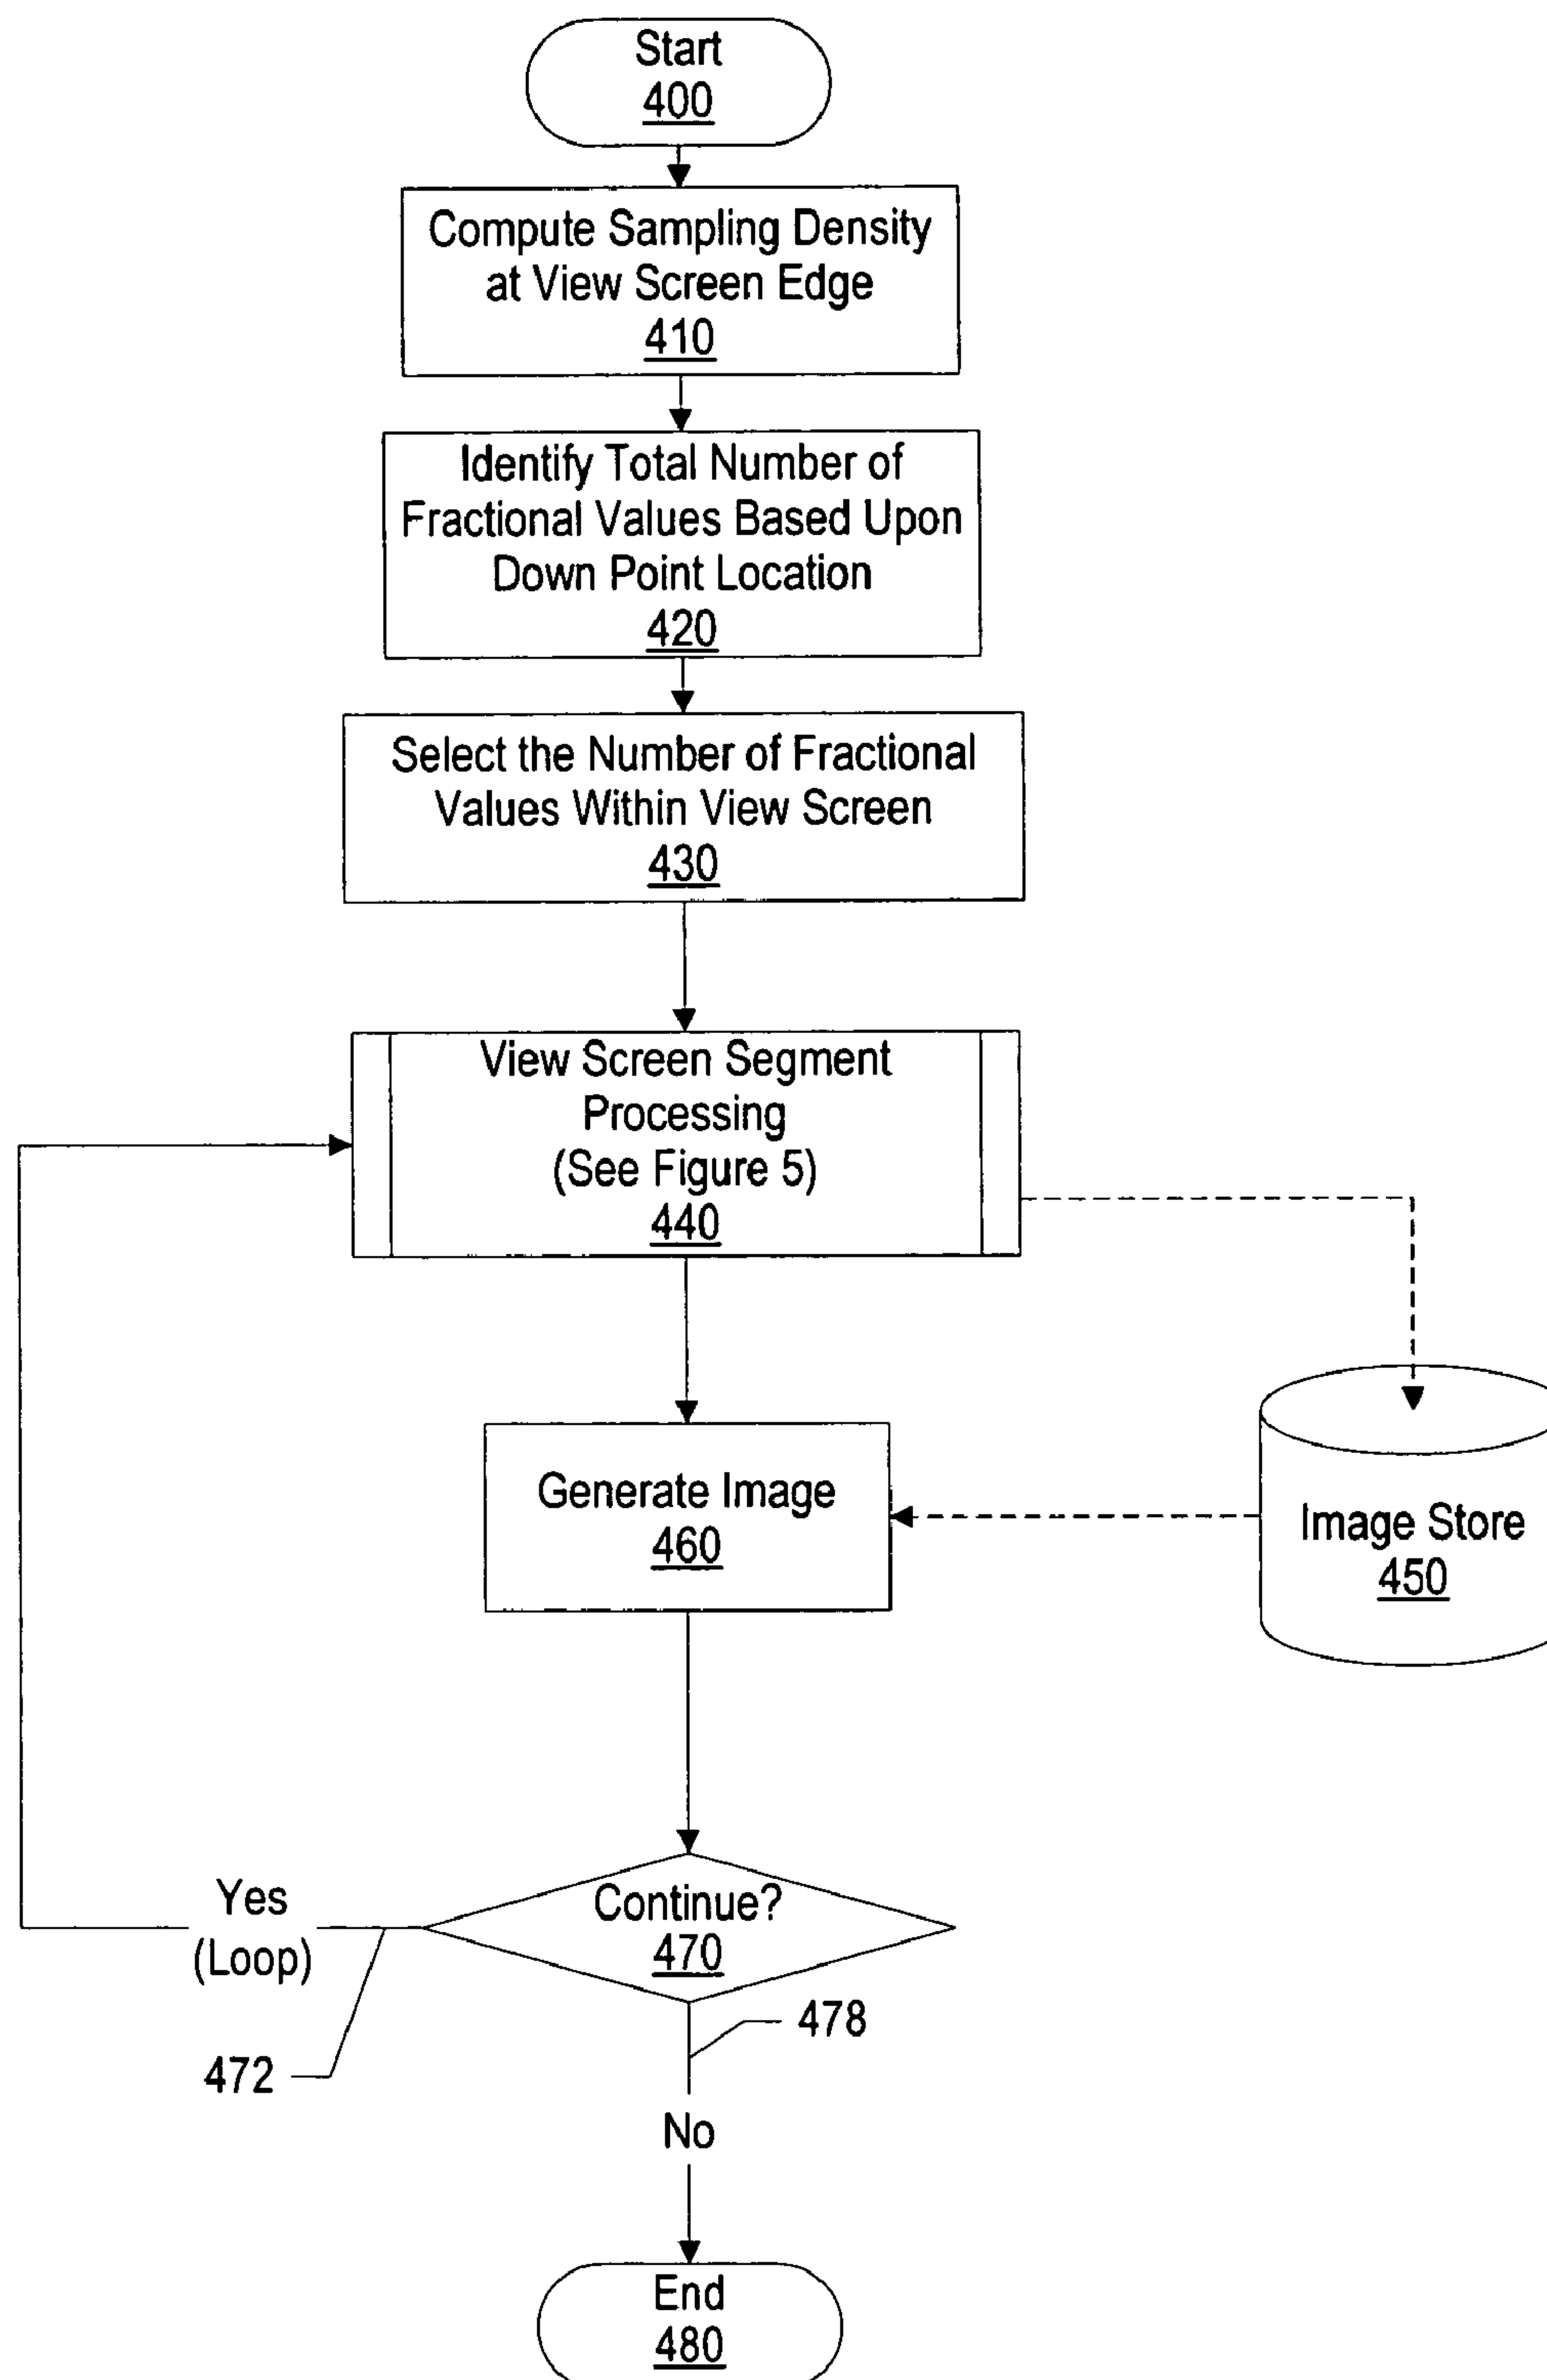 Start
400
Compute Sampling Density
at View Screen Edge
410
Identify Total Number of
Fractional Values Based Upon
Down Point Location
420
Select the Number of Fractional
Values Within View Screen
430
View Screen Segment
Processing
(See Figure 5)
440
Generate Image
460
Image Store
450
Continue?
470
Yes
(Loop)
472
478
No
End
480